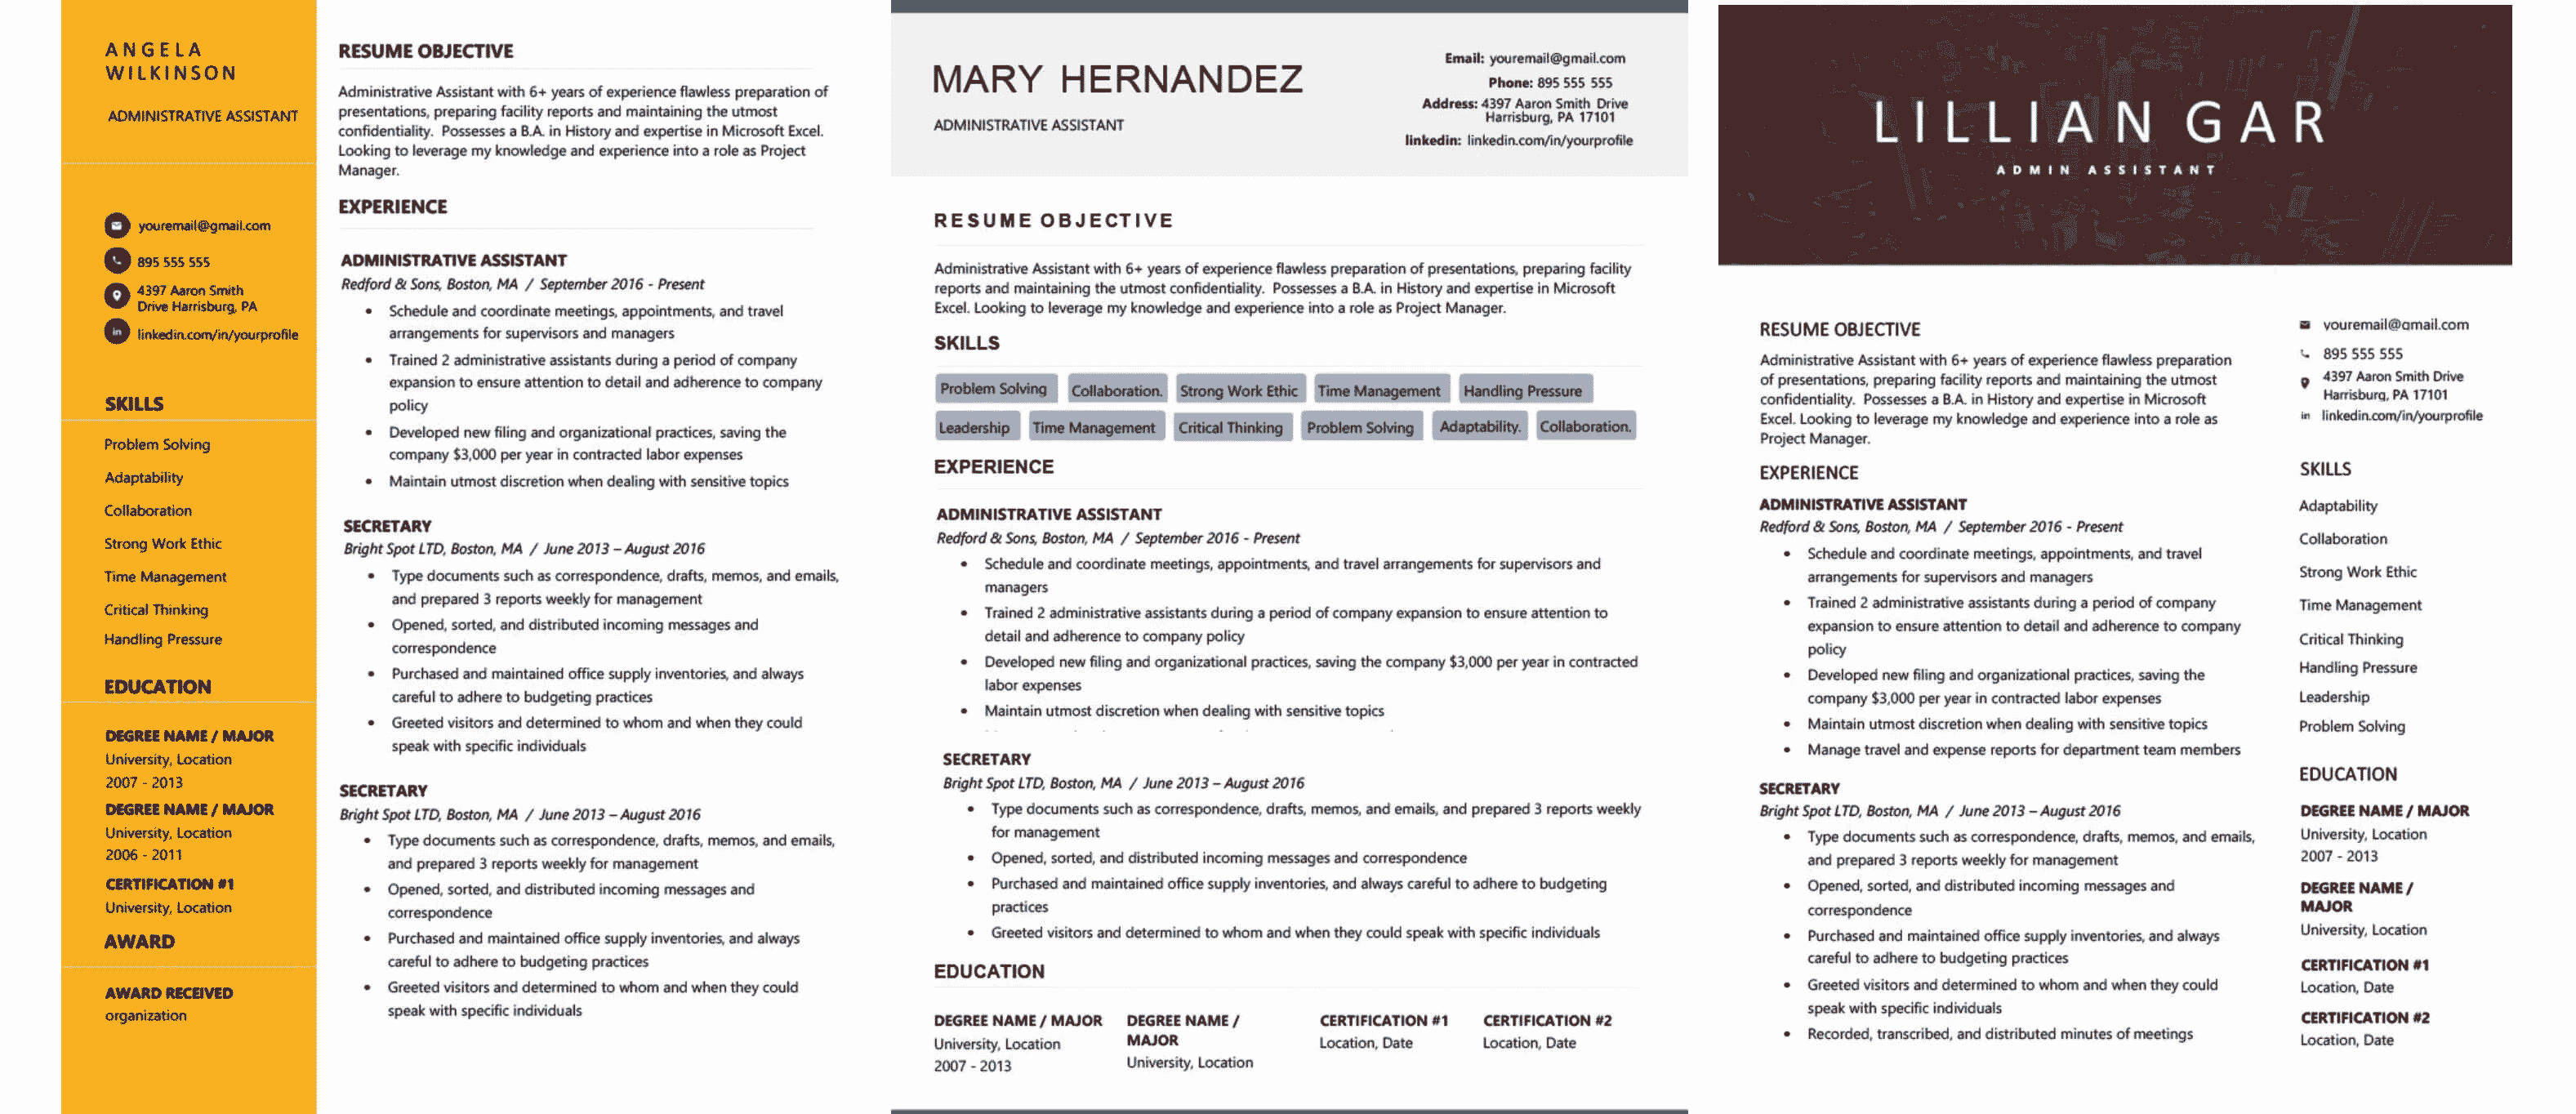 ANGELA
WILKINSON
ADMINISTRATIVE ASSISTANT
youremail@gmail.com
895 555 555
4397 Aaron Smith
Drive Harrisburg, PA
linkedin.com/in/yourprofile
SKILLS
Problem Solving
Adaptability
Collaboration
Strong Work Ethic
Time Management
Critical Thinking
Handling Pressure
EDUCATION
DEGREE NAME / MAJOR
University, Location
2007 - 2013
DEGREE NAME / MAJOR
University, Location
2006 - 2011
CERTIFICATION #1
University, Location
AWARD
AWARD RECEIVED
organization
RESUME OBJECTIVE
Administrative Assistant with 6+ years of experience flawless preparation of
presentations, preparing facility reports and maintaining the utmost
confidentiality. Possesses a B.A. in History and expertise in Microsoft Excel.
Looking to leverage my knowledge and experience into a role as Project
Manager.
EXPERIENCE
ADMINISTRATIVE ASSISTANT
Redford & Sons, Boston, MA / September 2016 - Present
• Schedule and coordinate meetings, appointments, and travel
arrangements for supervisors and managers
• Trained 2 administrative assistants during a period of company
expansion to ensure attention to detail and adherence to company
policy
• Developed new filing and organizational practices, saving the
company $3,000 per year in contracted labor expenses
• Maintain utmost discretion when dealing with sensitive topics
SECRETARY
Bright Spot LTD, Boston, MA / June 2013 – August 2016
• Type documents such as correspondence, drafts, memos, and emails,
and prepared 3 reports weekly for management
• Opened, sorted, and distributed incoming messages and
correspondence
• Purchased and maintained office supply inventories, and always
careful to adhere to budgeting practices
• Greeted visitors and determined to whom and when they could
speak with specific individuals
SECRETARY
Bright Spot LTD, Boston, MA / June 2013 – August 2016
• Type documents such as correspondence, drafts, memos, and emails,
and prepared 3 reports weekly for management
• Opened, sorted, and distributed incoming messages and
correspondence
• Purchased and maintained office supply inventories, and always
careful to adhere to budgeting practices
• Greeted visitors and determined to whom and when they could
speak with specific individuals
MARY HERNANDEZ
ADMINISTRATIVE ASSISTANT
Email: youremail@gmail.com
Phone: 895 555 555
Address: 4397 Aaron Smith Drive
Harrisburg, PA 17101
linkedin: linkedin.com/in/yourprofile
RESUME OBJECTIVE
Administrative Assistant with 6+ years of experience flawless preparation of presentations, preparing facility
reports and maintaining the utmost confidentiality. Possesses a B.A. in History and expertise in Microsoft
Excel. Looking to leverage my knowledge and experience into a role as Project Manager.
SKILLS
Problem Solving Collaboration. Strong Work Ethic Time Management Handling Pressure
Leadership Time Management Critical Thinking Problem Solving Adaptability. Collaboration.
EXPERIENCE
ADMINISTRATIVE ASSISTANT
Redford & Sons, Boston, MA / September 2016 - Present
• Schedule and coordinate meetings, appointments, and travel arrangements for supervisors and
managers
• Trained 2 administrative assistants during a period of company expansion to ensure attention to
detail and adherence to company policy
• Developed new filing and organizational practices, saving the company $3,000 per year in contracted
labor expenses
• Maintain utmost discretion when dealing with sensitive topics
SECRETARY
Bright Spot LTD, Boston, MA / June 2013 – August 2016
• Type documents such as correspondence, drafts, memos, and emails, and prepared 3 reports weekly
for management
• Opened, sorted, and distributed incoming messages and correspondence
• Purchased and maintained office supply inventories, and always careful to adhere to budgeting
practices
• Greeted visitors and determined to whom and when they could speak with specific individuals
EDUCATION
DEGREE NAME / MAJOR
University, Location
2007 - 2013
DEGREE NAME /
MAJOR
University, Location
CERTIFICATION #1
Location, Date
CERTIFICATION #2
Location, Date
LILLIAN GAR
ADMIN ASSISTANT
RESUME OBJECTIVE
Administrative Assistant with 6+ years of experience flawless preparation
of presentations, preparing facility reports and maintaining the utmost
confidentiality. Possesses a B.A. in History and expertise in Microsoft
Excel. Looking to leverage my knowledge and experience into a role as
Project Manager.
EXPERIENCE
ADMINISTRATIVE ASSISTANT
Redford & Sons, Boston, MA / September 2016 - Present
• Schedule and coordinate meetings, appointments, and travel
arrangements for supervisors and managers
• Trained 2 administrative assistants during a period of company
expansion to ensure attention to detail and adherence to company
policy
• Developed new filing and organizational practices, saving the
company $3,000 per year in contracted labor expenses
• Maintain utmost discretion when dealing with sensitive topics
• Manage travel and expense reports for department team members
SECRETARY
Bright Spot LTD, Boston, MA / June 2013 – August 2016
• Type documents such as correspondence, drafts, memos, and emails,
and prepared 3 reports weekly for management
• Opened, sorted, and distributed incoming messages and
correspondence
• Purchased and maintained office supply inventories, and always
careful to adhere to budgeting practices
• Greeted visitors and determined to whom and when they could
speak with specific individuals
• Recorded, transcribed, and distributed minutes of meetings
youremail@gmail.com
895 555 555
4397 Aaron Smith Drive
Harrisburg, PA 17101
in linkedin.com/in/yourprofile
SKILLS
Adaptability
Collaboration
Strong Work Ethic
Time Management
Critical Thinking
Handling Pressure
Leadership
Problem Solving
EDUCATION
DEGREE NAME / MAJOR
University, Location
2007 - 2013
DEGREE NAME /
MAJOR
University, Location
CERTIFICATION #1
Location, Date
CERTIFICATION #2
Location, Date